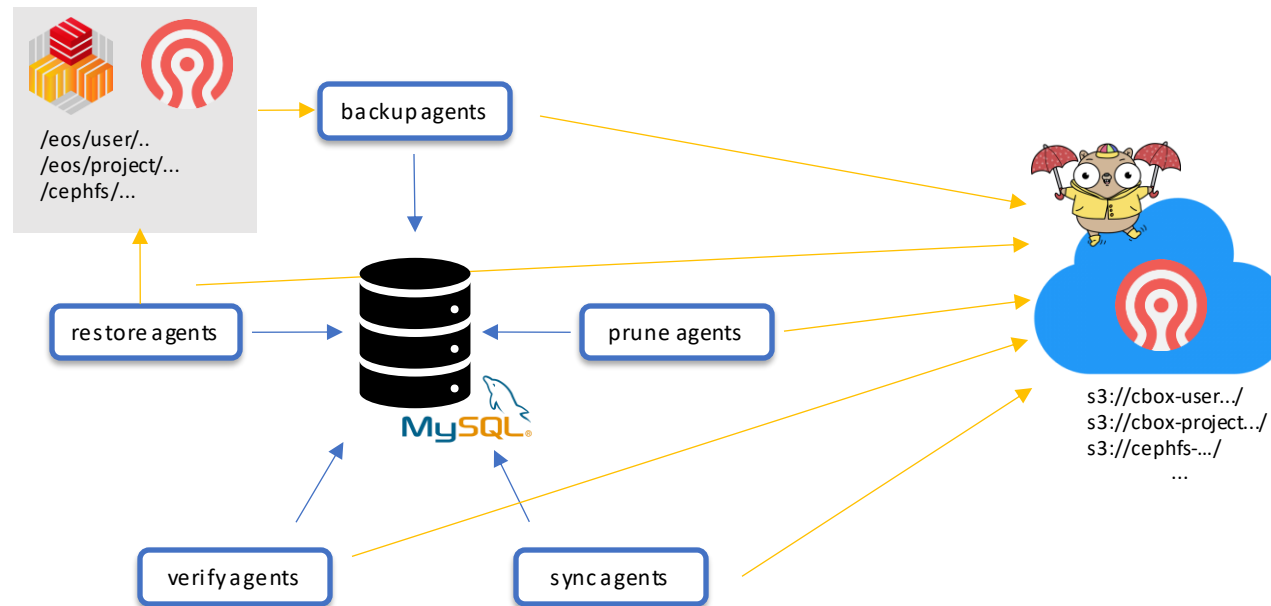 /eos/user/..
/eos/project/...
/cephfs/...
backup agents
restore agents
prune agents
MySQL®
verify agents
sync agents
s3://cbox-user.../
s3://cbox-project.../
s3://cephfs-.../
...